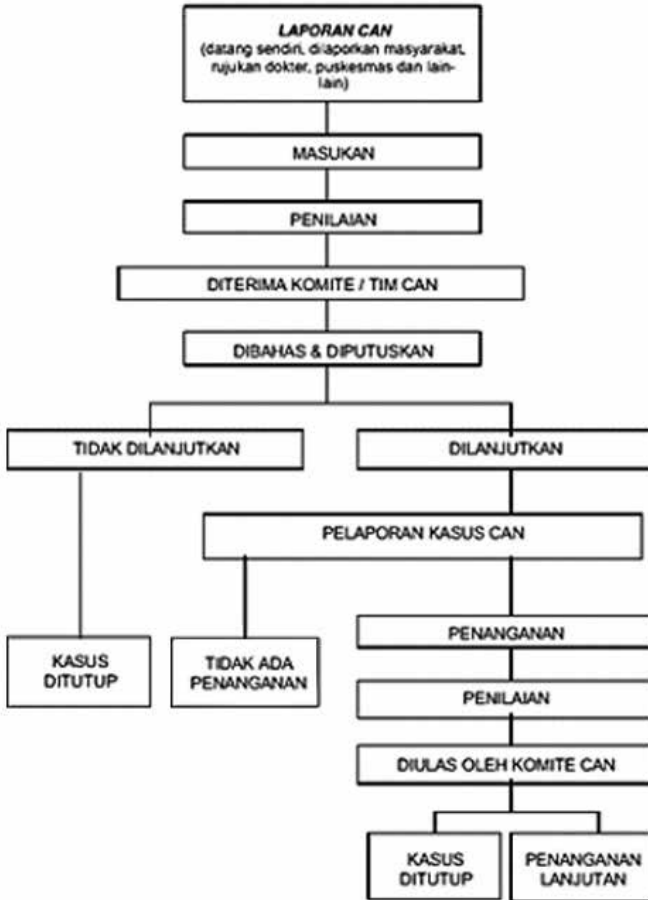 LAPORAN CAN
(datang sendiri, dilaporkan masyarakat,
rujukan dokter, puskesmas dan lain-
lain)
MASUKAN
PENILAIAN
DITERIMA KOMITE / TIM CAN
DIBAHAS & DIPUTUSKAN
TIDAK DILANJUTKAN
DILANJUTKAN
PELAPORAN KASUS CAN
KASUS
DITUTUP
TIDAK ADA
PENANGANAN
PENANGANAN
PENILAIAN
DIULAS OLEH KOMITE CAN
KASUS
DITUTUP
PENANGANAN
LANJUTAN